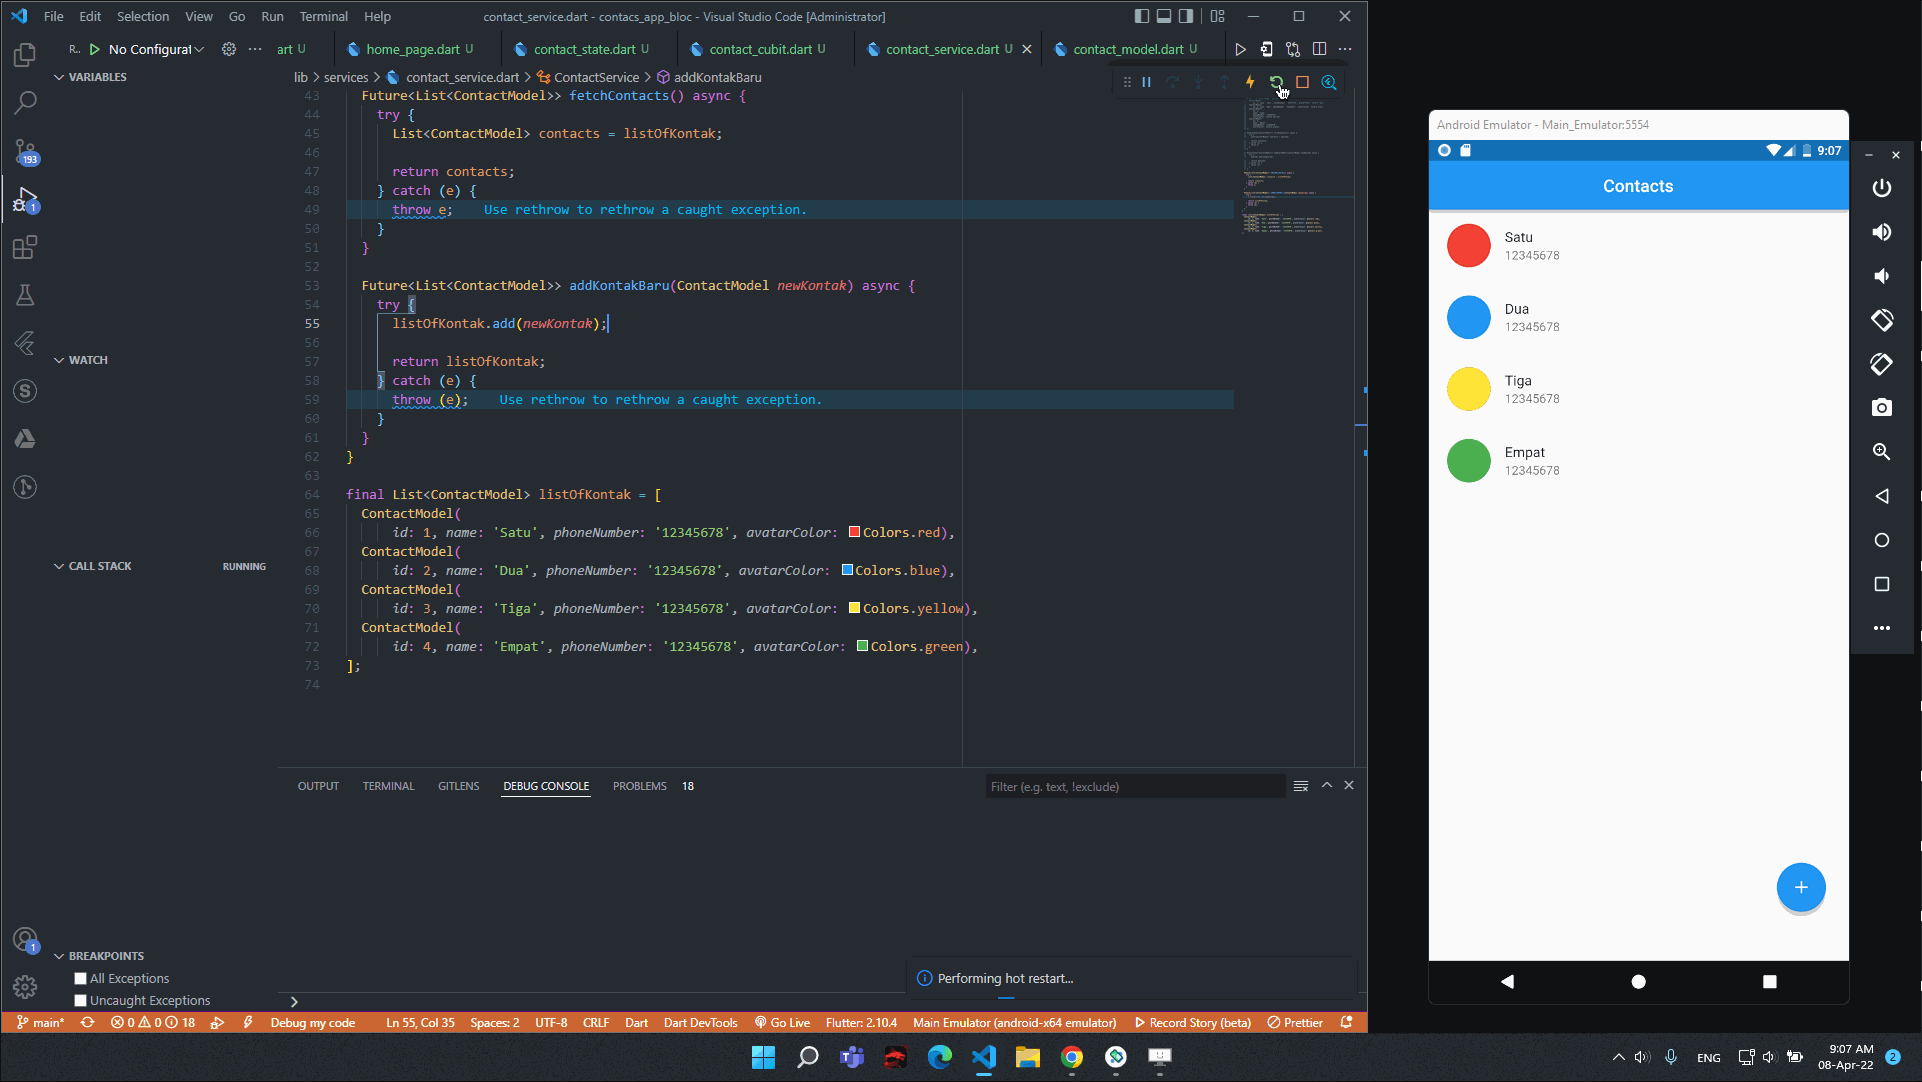 File Edit Selection View Go Run Terminal Help
contact_service.dart - contacs_app_bloc - Visual Studio Code [Administrator]
R.. No Configurat
art U
home_page.dart U
contact_state.dart U
contact_cubit.dart U
contact_service.dart U
contact_model.dart U
lib > services > contact_service.dart > ContactService > addKontakBaru
VARIABLES
193
1
WATCH
CALL STACK RUNNING
BREAKPOINTS
All Exceptions
Uncaught Exceptions
1
43 Future<List<ContactModel>> fetchContacts() async {
44 try {
45 List<ContactModel> contacts = listOfKontak;
46
47 return contacts;
48 } catch (e) {
49 throw e; Use rethrow to rethrow a caught exception.
50 }
51 }
52
53 Future<List<ContactModel>> addKontakBaru(ContactModel newKontak) async {
54 try {
55 listOfKontak.add(newKontak);
56
57 return listOfKontak;
58 } catch (e) {
59 throw (e); Use rethrow to rethrow a caught exception.
60 }
61 }
62 }
63
64 final List<ContactModel> listOfKontak = [
65 ContactModel(
66 id: 1, name: 'Satu', phoneNumber: '12345678', avatarColor: Colors.red),
67 ContactModel(
68 id: 2, name: 'Dua', phoneNumber: '12345678', avatarColor: Colors.blue),
69 ContactModel(
70 id: 3, name: 'Tiga', phoneNumber: '12345678', avatarColor: Colors.yellow),
71 ContactModel(
72 id: 4, name: 'Empat', phoneNumber: '12345678', avatarColor: Colors.green),
73 ];
74
OUTPUT TERMINAL GITLENS DEBUG CONSOLE PROBLEMS 18
Filter (e.g. text, !exclude)
Performing hot restart...
main* 0 0 18 Debug my code Ln 55, Col 35 Spaces: 2 UTF-8 CRLF Dart Dart DevTools Go Live Flutter: 2.10.4 Main Emulator (android-x64 emulator) Record Story (beta) Prettier
Android Emulator - Main_Emulator:5554
9:07
Contacts
Satu
12345678
Dua
12345678
Tiga
12345678
Empat
12345678
ENG
9:07 AM
08-Apr-22
2